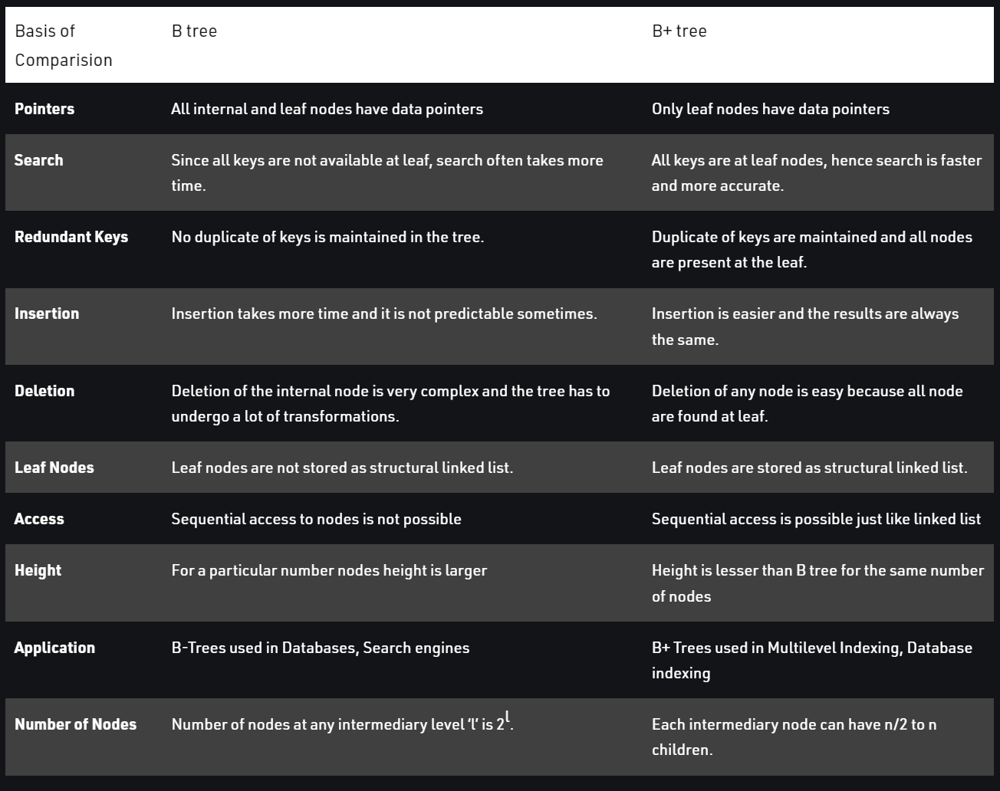 Basis of
Comparision
B tree
B+ tree
Pointers
All internal and leaf nodes have data pointers
Only leaf nodes have data pointers
Search
Since all keys are not available at leaf, search often takes more
time.
All keys are at leaf nodes, hence search is faster
and more accurate.
Redundant Keys
No duplicate of keys is maintained in the tree.
Duplicate of keys are maintained and all nodes
are present at the leaf.
Insertion
Insertion takes more time and it is not predictable sometimes.
Insertion is easier and the results are always
the same.
Deletion
Deletion of the internal node is very complex and the tree has to
undergo a lot of transformations.
Deletion of any node is easy because all node
are found at leaf.
Leaf Nodes
Leaf nodes are not stored as structural linked list.
Leaf nodes are stored as structural linked list.
Access
Sequential access to nodes is not possible
Sequential access is possible just like linked list
Height
For a particular number nodes height is larger
Height is lesser than B tree for the same number
of nodes
Application
B-Trees used in Databases, Search engines
B+ Trees used in Multilevel Indexing, Database
indexing
Number of Nodes
Number of nodes at any intermediary level ‘l’ is 2^l.
Each intermediary node can have n/2 to n
children.